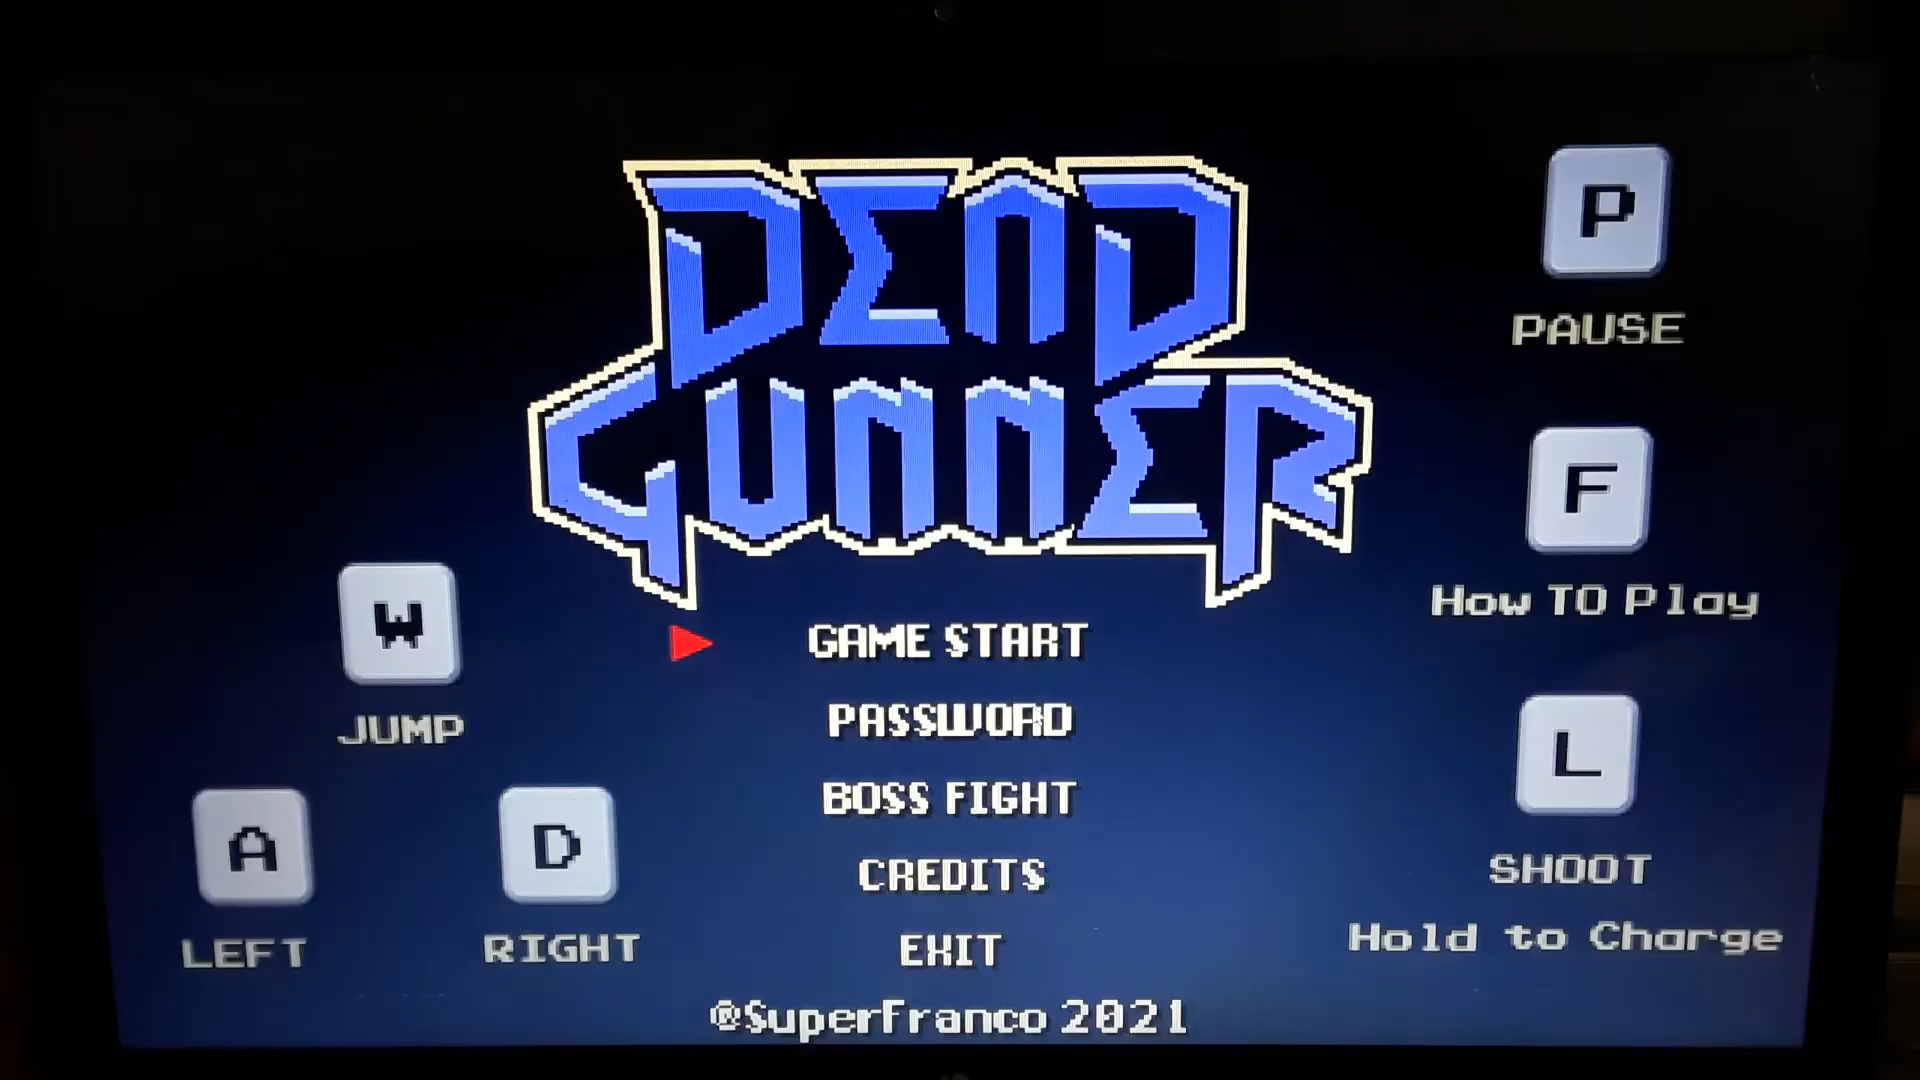 DEAD
GUNNER
P
PAUSE
F
How TO Play
W
JUMP
A
LEFT
D
RIGHT
GAME START
PASSWORD
BOSS FIGHT
CREDITS
EXIT
L
SHOOT
Hold to Charge
@SuperFranco 2021